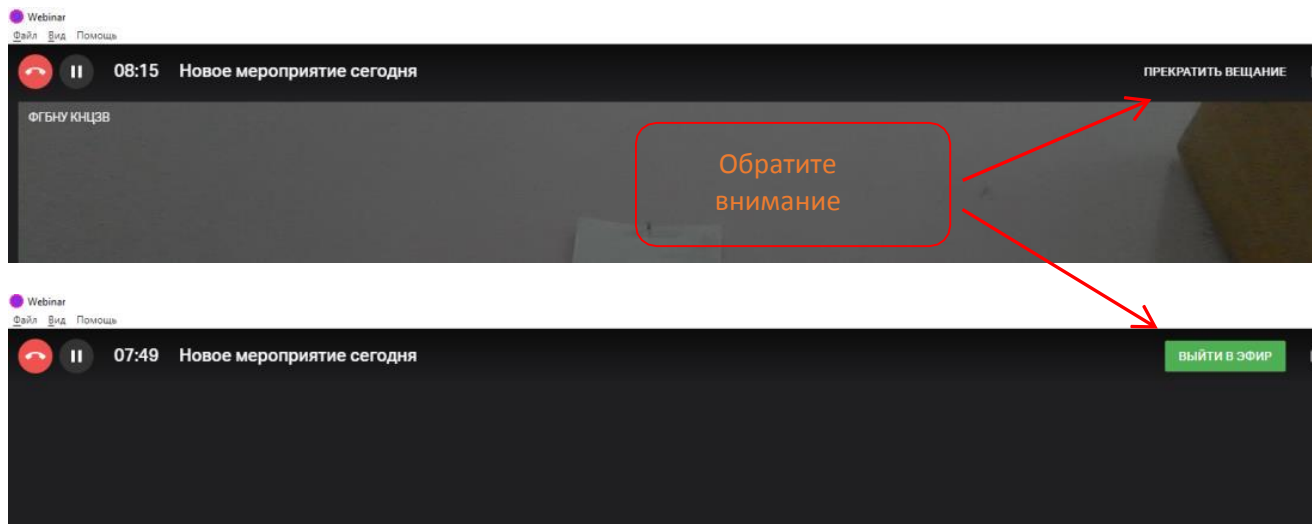 Webinar
Файл Вид Помощь
08:15 Новое мероприятие сегодня ПРЕКРАТИТЬ ВЕЩАНИЕ
ФГБНУ КНЦЗВ
Обратите
внимание
Webinar
Файл Вид Помощь
07:49 Новое мероприятие сегодня ВЫЙТИ В ЭФИР